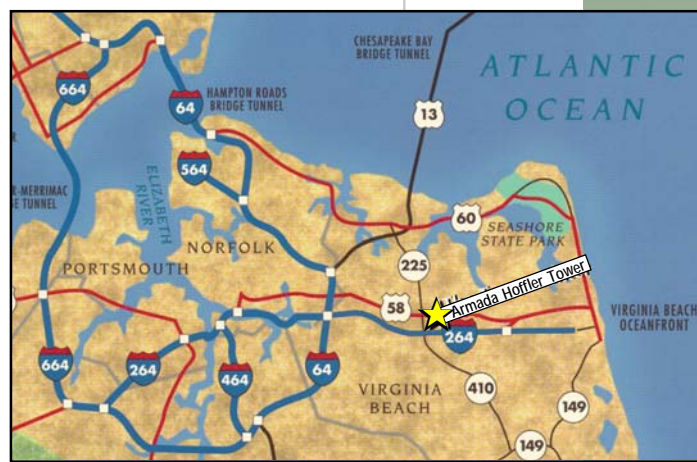 CHESAPEAKE BAY
BRIDGE TUNNEL
ATLANTIC
OCEAN
664
64
HAMPTON ROADS
BRIDGE TUNNEL
13
564
ELIZABETH
RIVER
R-MERRIMAC
E TUNNEL
NORFOLK
60
SEASHORE
STATE PARK
225
PORTSMOUTH
58
Armada Hoffler Tower
264
VIRGINIA BEACH
OCEANFRONT
664
264
464
64
VIRGINIA
BEACH
410
149
149